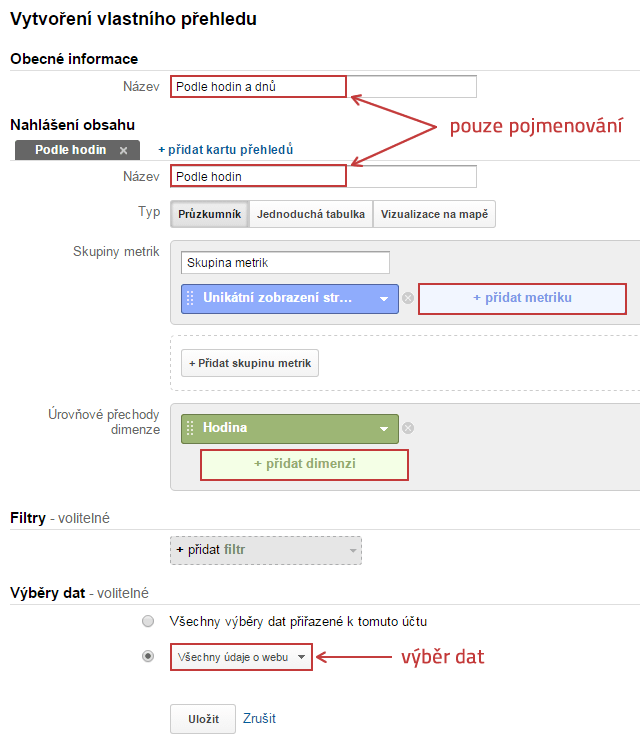 Vytvoření vlastního přehledu
Obecné informace
Název
Podle hodin a dnů
pouze pojmenování
Nahlášení obsahu
Podle hodin
+ přidat kartu přehledů
Název
Podle hodin
Typ
Průzkumník
Jednoduchá tabulka
Vizualizace na mapě
Skupiny metrik
Skupina metrik
Unikátní zobrazení str...
+ přidat metriku
+ Přidat skupinu metrik
Úrovňové přechody
dimenze
Hodina
+ přidat dimenzi
Filtry - volitelné
+ přidat filtr
Výběry dat - volitelné
Všechny výběry dat přiřazené k tomuto účtu
Všechny údaje o webu
výběr dat
Uložit
Zrušit